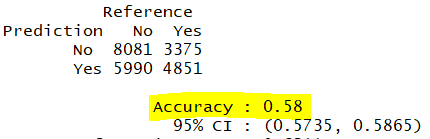 Reference
Prediction No Yes
No 8081 3375
Yes 5990 4851
Accuracy : 0.58
95% CI : (0.5735, 0.5865)